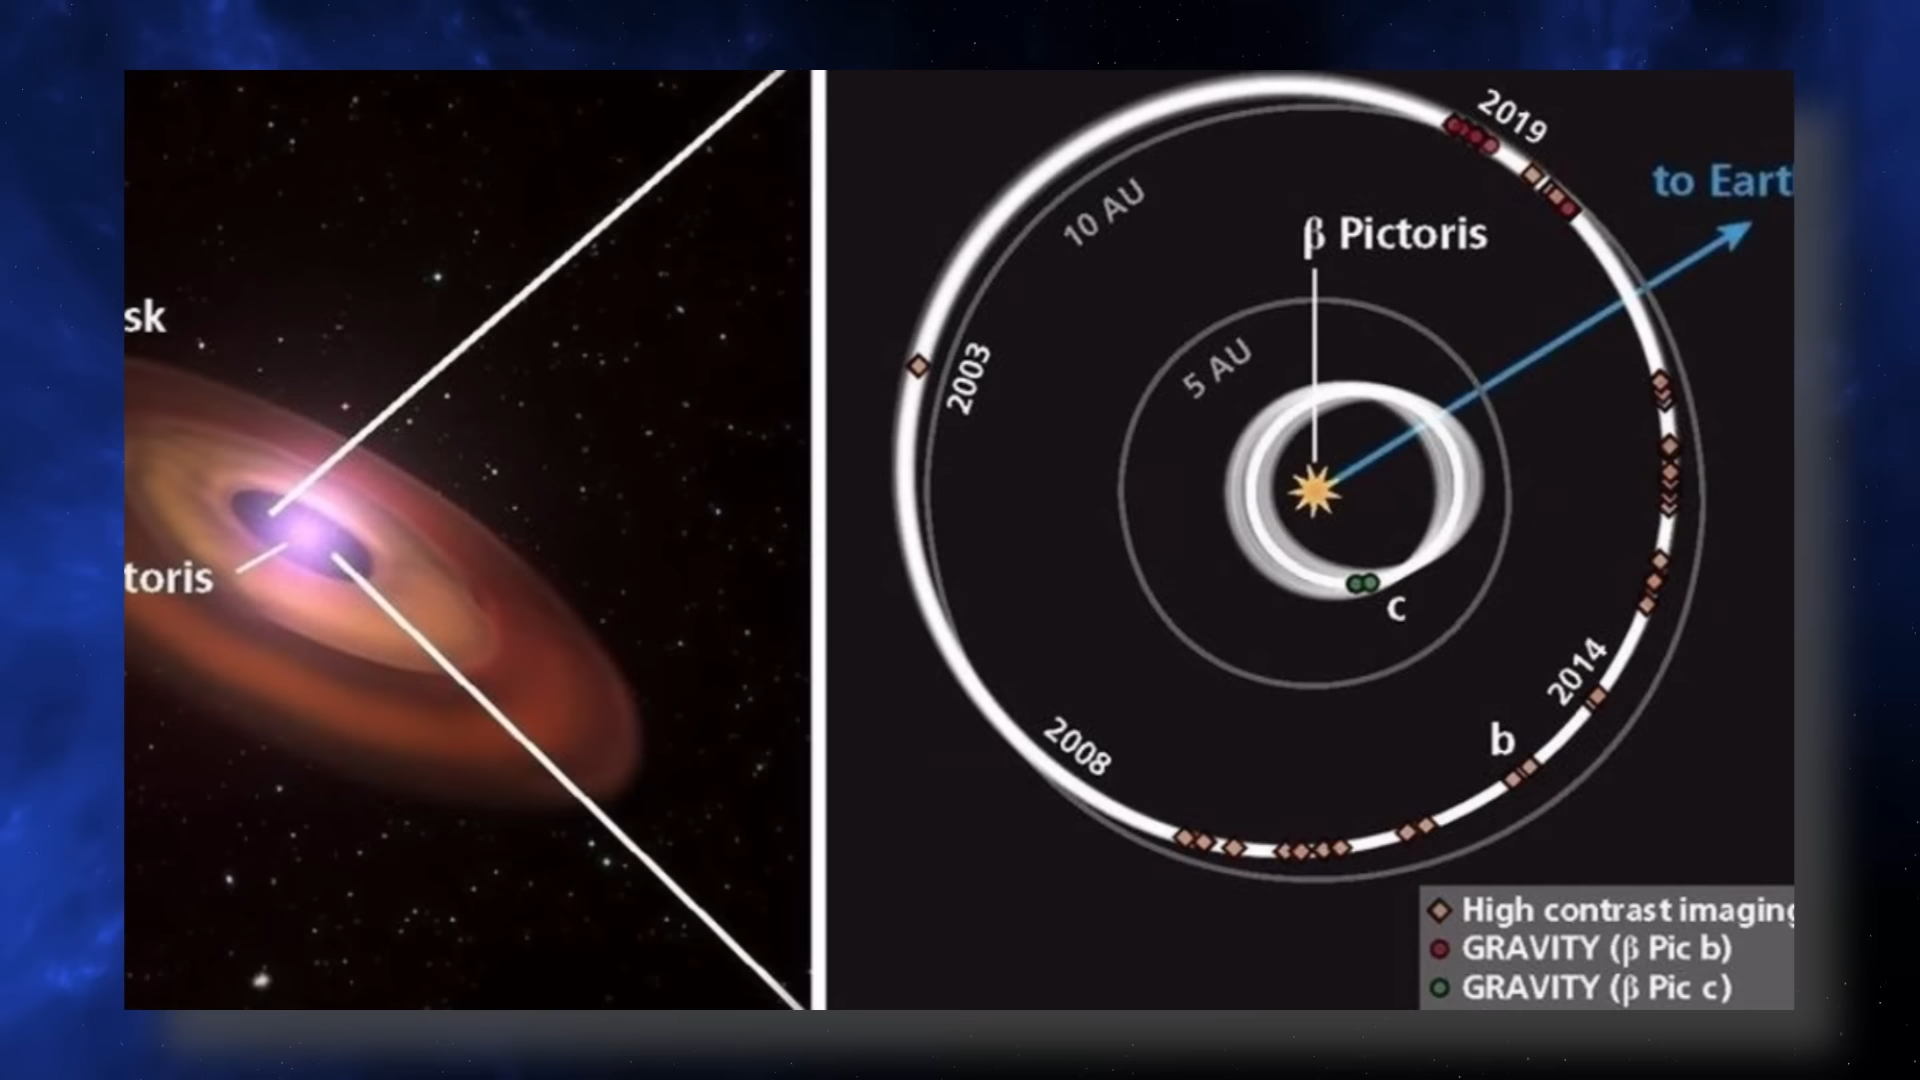 sk
toris
2019
to Eart
10 AU
β Pictoris
2003
5 AU
c
2014
b
2008
High contrast imaging
GRAVITY (β Pic b)
GRAVITY (β Pic c)